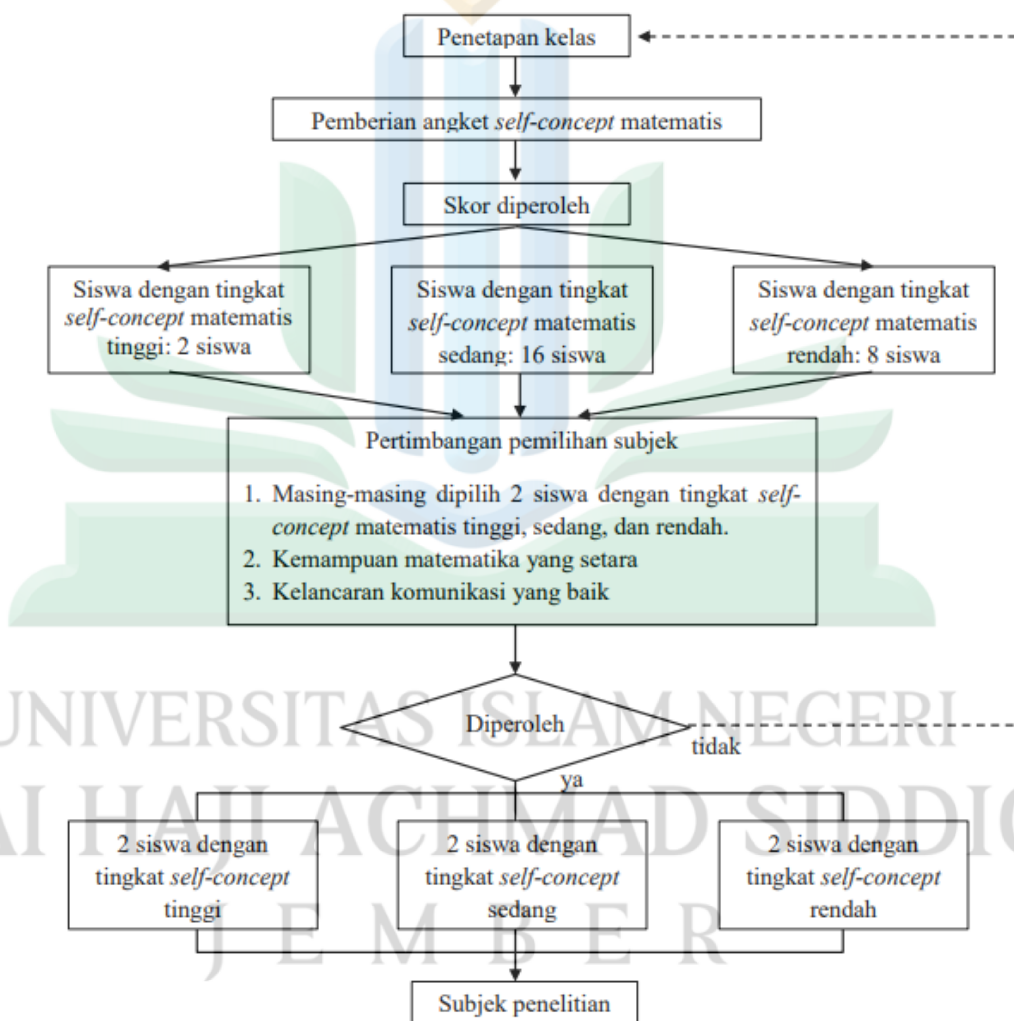 Penetapan kelas
Pemberian angket self-concept matematis
Skor diperoleh
Siswa dengan tingkat
self-concept matematis
tinggi: 2 siswa
Siswa dengan tingkat
self-concept matematis
sedang: 16 siswa
Siswa dengan tingkat
self-concept matematis
rendah: 8 siswa
Pertimbangan pemilihan subjek
1. Masing-masing dipilih 2 siswa dengan tingkat self-
concept matematis tinggi, sedang, dan rendah.
2. Kemampuan matematika yang setara
3. Kelancaran komunikasi yang baik
UNIVERSITAS ISLAM NEGERI
Diperoleh
tidak
ya
AI HAJI ACHMAD SIDDIQ
2 siswa dengan
tingkat self-concept
tinggi
2 siswa dengan
tingkat self-concept
sedang
2 siswa dengan
tingkat self-concept
rendah
J E M B E R
Subjek penelitian